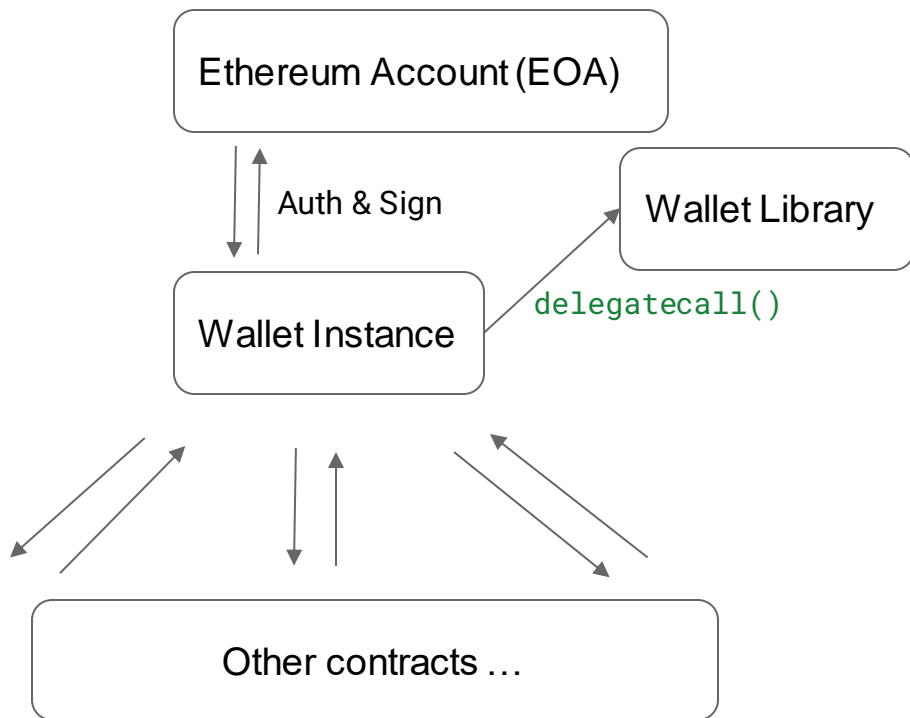 Ethereum Account (EOA)
Auth & Sign
Wallet Library
delegatecall()
Wallet Instance
Other contracts …